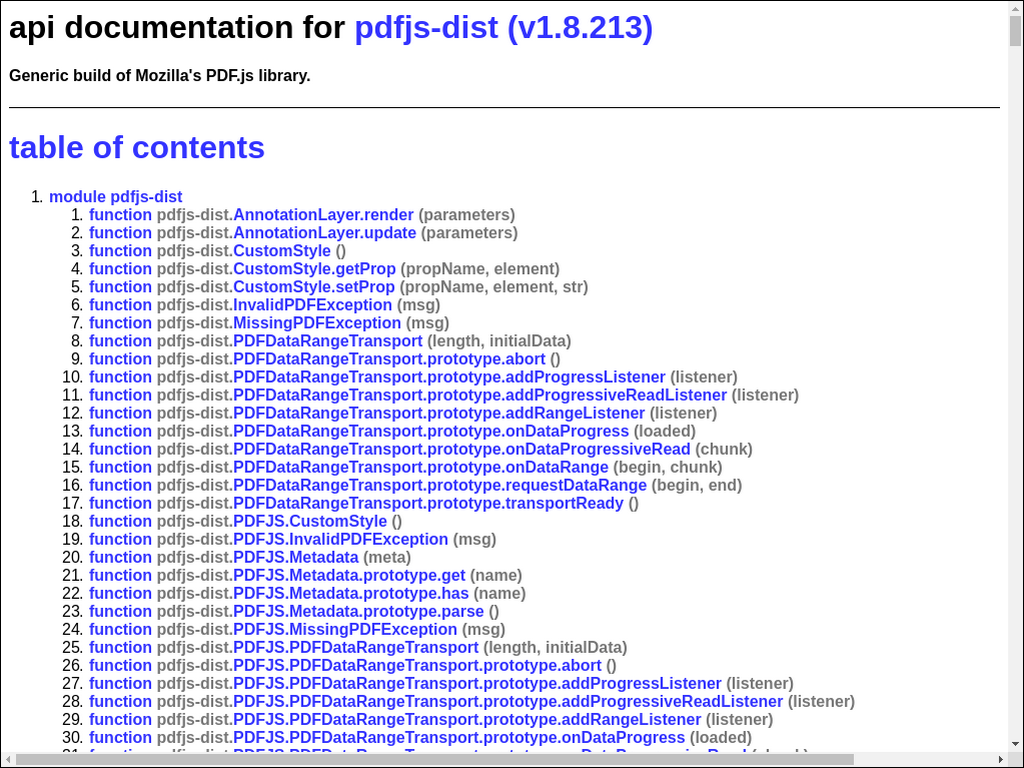 api documentation for pdfjs-dist (v1.8.213)
Generic build of Mozilla's PDF.js library.
table of contents
1. module pdfjs-dist
1. function pdfjs-dist.AnnotationLayer.render (parameters)
2. function pdfjs-dist.AnnotationLayer.update (parameters)
3. function pdfjs-dist.CustomStyle ()
4. function pdfjs-dist.CustomStyle.getProp (propName, element)
5. function pdfjs-dist.CustomStyle.setProp (propName, element, str)
6. function pdfjs-dist.InvalidPDFException (msg)
7. function pdfjs-dist.MissingPDFException (msg)
8. function pdfjs-dist.PDFDataRangeTransport (length, initialData)
9. function pdfjs-dist.PDFDataRangeTransport.prototype.abort ()
10. function pdfjs-dist.PDFDataRangeTransport.prototype.addProgressListener (listener)
11. function pdfjs-dist.PDFDataRangeTransport.prototype.addProgressiveReadListener (listener)
12. function pdfjs-dist.PDFDataRangeTransport.prototype.addRangeListener (listener)
13. function pdfjs-dist.PDFDataRangeTransport.prototype.onDataProgress (loaded)
14. function pdfjs-dist.PDFDataRangeTransport.prototype.onDataProgressiveRead (chunk)
15. function pdfjs-dist.PDFDataRangeTransport.prototype.onDataRange (begin, chunk)
16. function pdfjs-dist.PDFDataRangeTransport.prototype.requestDataRange (begin, end)
17. function pdfjs-dist.PDFDataRangeTransport.prototype.transportReady ()
18. function pdfjs-dist.PDFJS.CustomStyle ()
19. function pdfjs-dist.PDFJS.InvalidPDFException (msg)
20. function pdfjs-dist.PDFJS.Metadata (meta)
21. function pdfjs-dist.PDFJS.Metadata.prototype.get (name)
22. function pdfjs-dist.PDFJS.Metadata.prototype.has (name)
23. function pdfjs-dist.PDFJS.Metadata.prototype.parse ()
24. function pdfjs-dist.PDFJS.MissingPDFException (msg)
25. function pdfjs-dist.PDFJS.PDFDataRangeTransport (length, initialData)
26. function pdfjs-dist.PDFJS.PDFDataRangeTransport.prototype.abort ()
27. function pdfjs-dist.PDFJS.PDFDataRangeTransport.prototype.addProgressListener (listener)
28. function pdfjs-dist.PDFJS.PDFDataRangeTransport.prototype.addProgressiveReadListener (listener)
29. function pdfjs-dist.PDFJS.PDFDataRangeTransport.prototype.addRangeListener (listener)
30. function pdfjs-dist.PDFJS.PDFDataRangeTransport.prototype.onDataProgress (loaded)